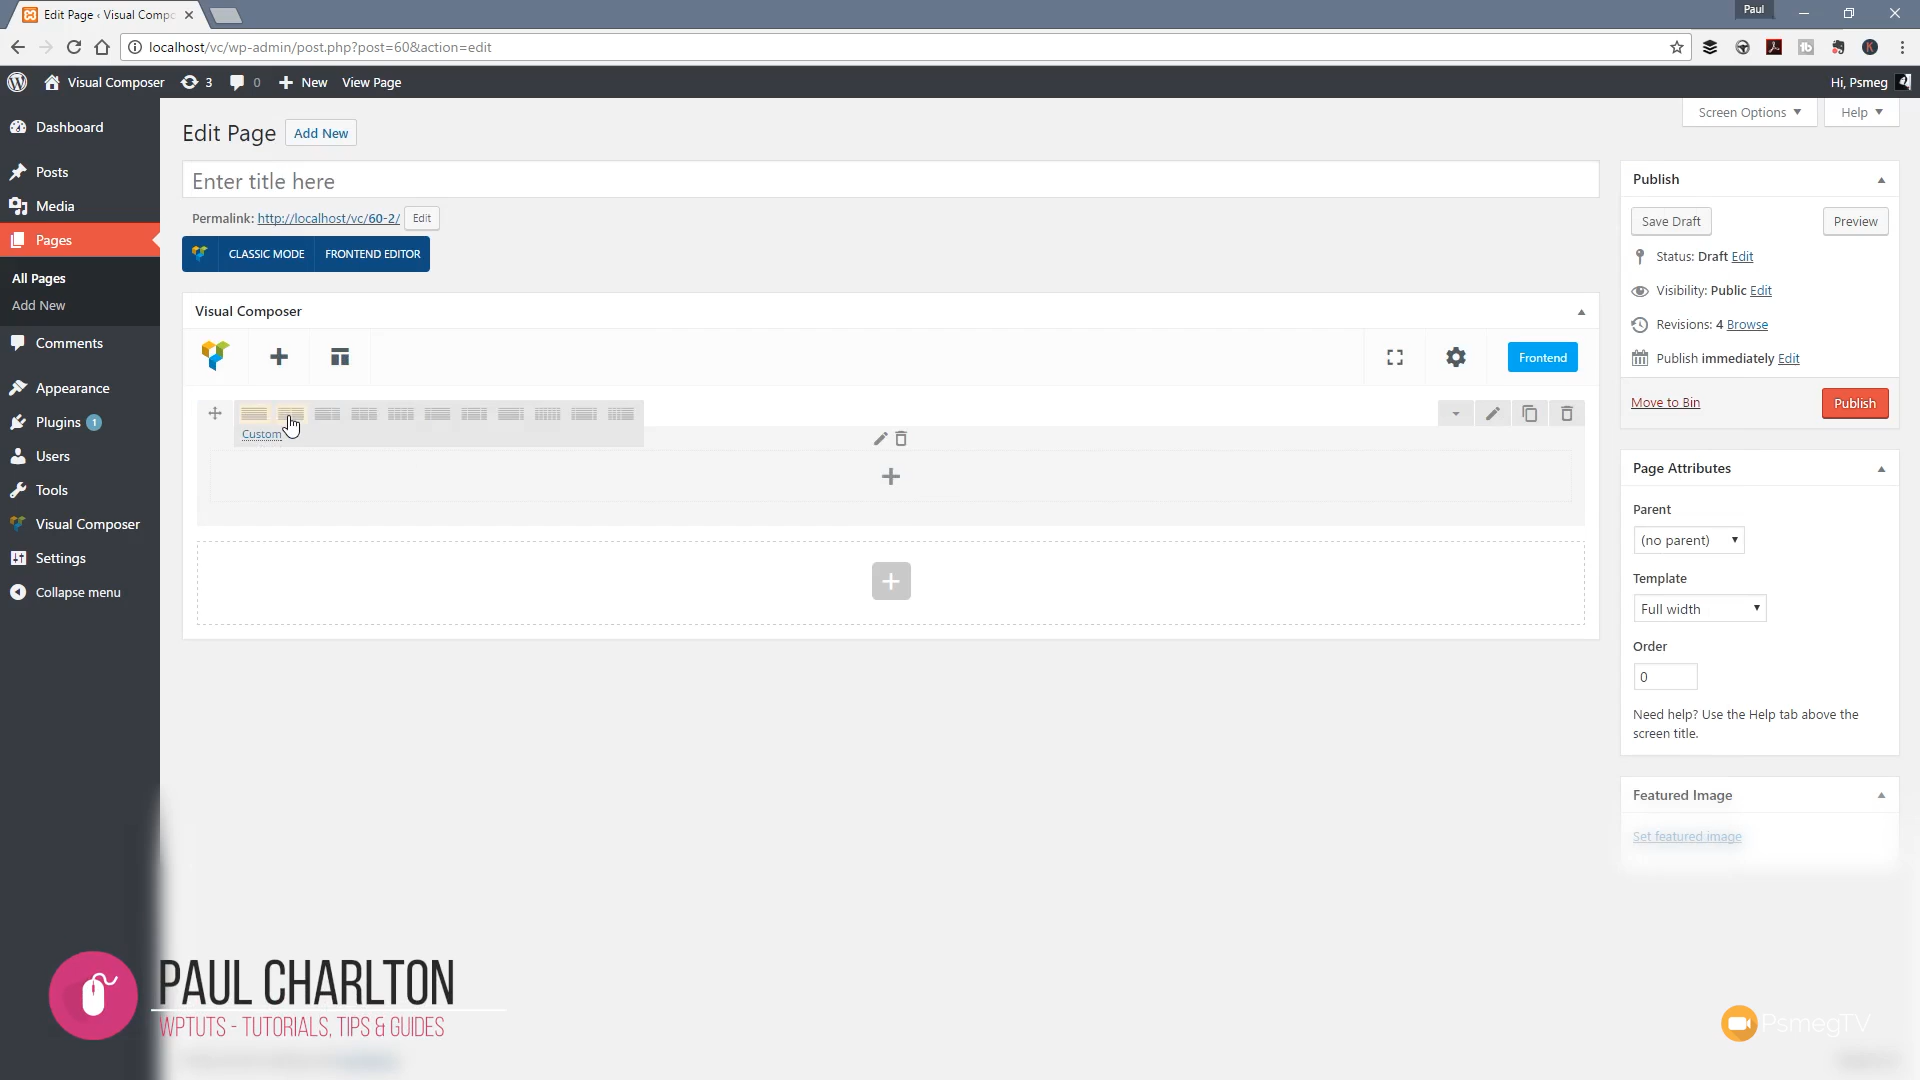 Edit Page ‹ Visual Compo
Paul
localhost/vc/wp-admin/post.php?post=60&action=edit
Visual Composer
3
0
New
View Page
Hi, Psmeg
Dashboard
Posts
Media
Pages
All Pages
Add New
Comments
Appearance
Plugins 1
Users
Tools
Visual Composer
Settings
Collapse menu
Screen Options
Help
Edit Page
Add New
Enter title here
Permalink: http://localhost/vc/60-2/ Edit
CLASSIC MODE
FRONTEND EDITOR
Visual Composer
Frontend
Custom
Publish
Save Draft
Preview
Status: Draft Edit
Visibility: Public Edit
Revisions: 4 Browse
Publish immediately Edit
Move to Bin
Publish
Page Attributes
Parent
(no parent)
Template
Full width
Order
0
Need help? Use the Help tab above the
screen title.
Featured Image
Set featured image
PAUL CHARLTON
WPTUTS - TUTORIALS, TIPS & GUIDES
PsmegTV